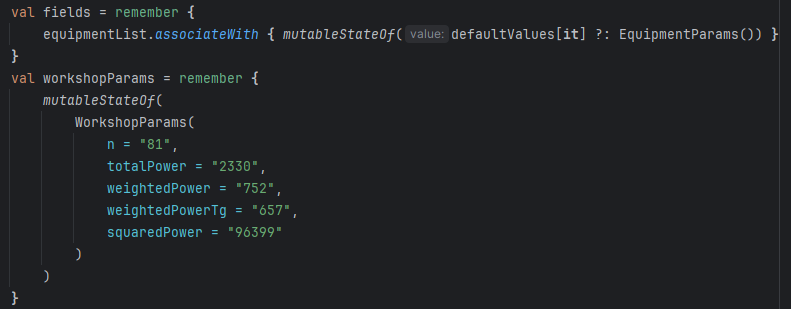 val fields = remember {
    equipmentList.associateWith { mutableStateOf( value: defaultValues[it] ?: EquipmentParams()) }
}
val workshopParams = remember {
    mutableStateOf(
        WorkshopParams(
            n = "81",
            totalPower = "2330",
            weightedPower = "752",
            weightedPowerTg = "657",
            squaredPower = "96399"
        )
    )
}